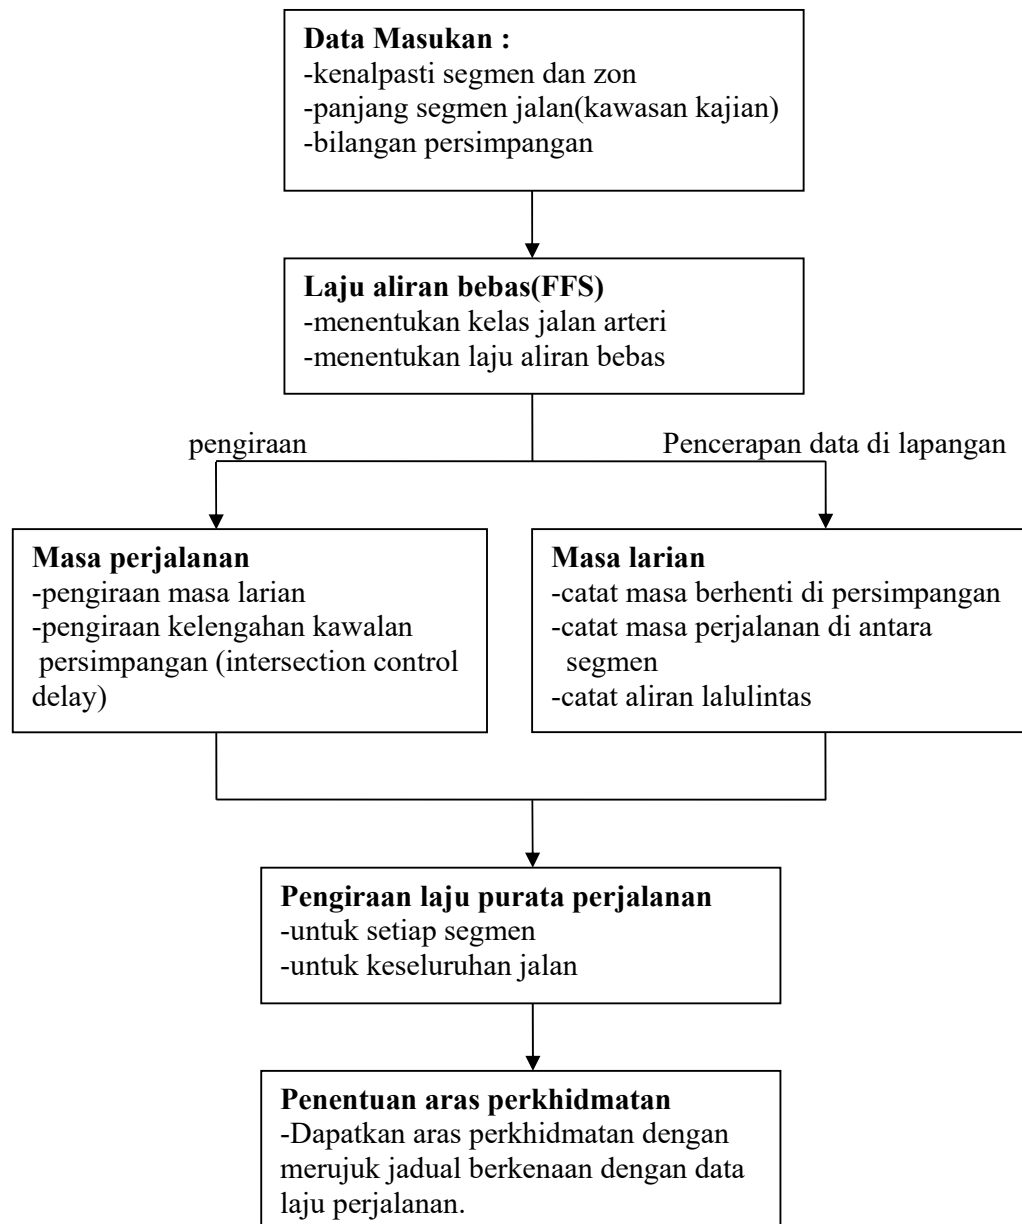 Data Masukan :
-kenalpasti segmen dan zon
-panjang segmen jalan(kawasan kajian)
-bilangan persimpangan
Laju aliran bebas(FFS)
-menentukan kelas jalan arteri
-menentukan laju aliran bebas
pengiraan
Pencerapan data di lapangan
Masa perjalanan
-pengiraan masa larian
-pengiraan kelengahan kawalan
persimpangan (intersection control
delay)
Masa larian
-catat masa berhenti di persimpangan
-catat masa perjalanan di antara
segmen
-catat aliran lalulintas
Pengiraan laju purata perjalanan
-untuk setiap segmen
-untuk keseluruhan jalan
Penentuan aras perkhidmatan
-Dapatkan aras perkhidmatan dengan
merujuk jadual berkenaan dengan data
laju perjalanan.